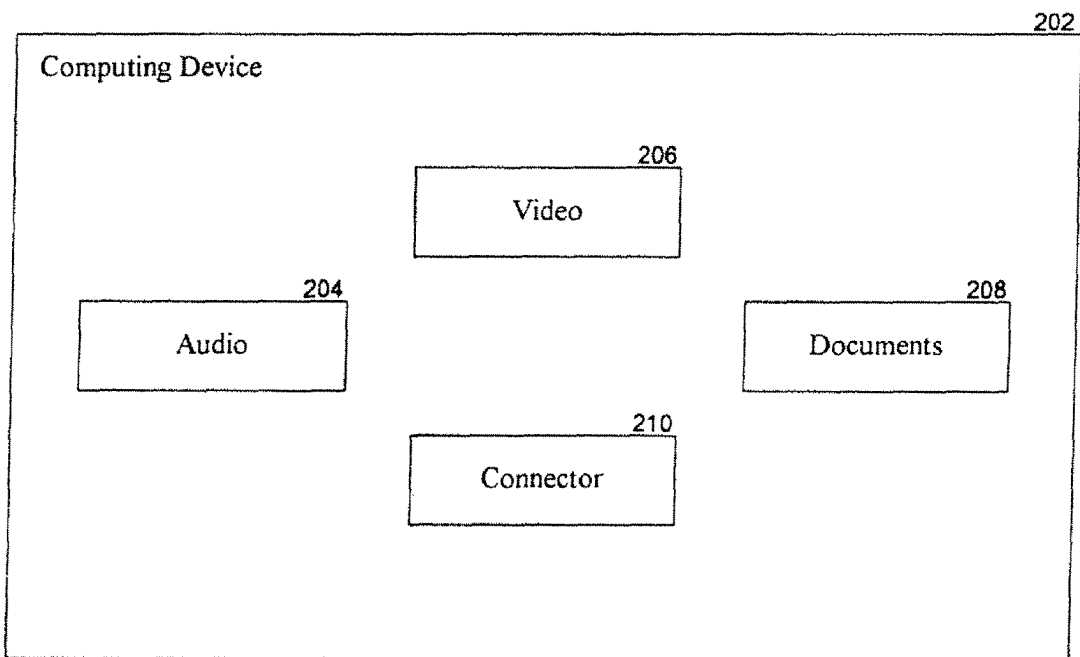 202
Computing Device
206
Video
204
Audio
208
Documents
210
Connector